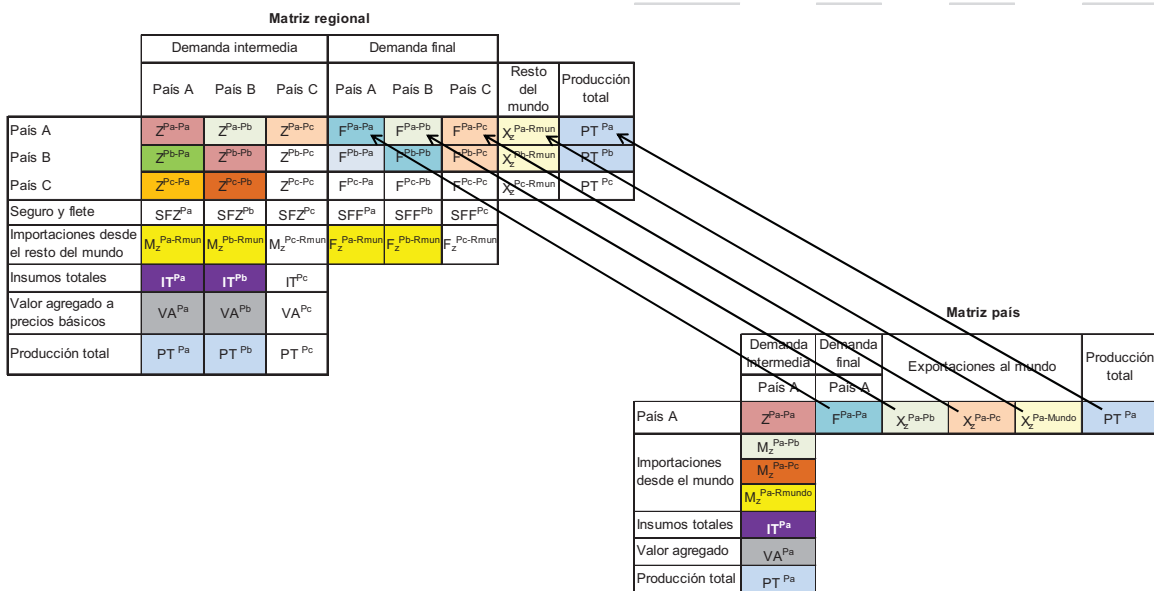 Matriz regional
Demanda intermedia Demanda final
País A País B País C País A País B País C Resto del mundo Producción total
País A Z^Pa-Pa Z^Pa-Pb Z^Pa-Pc F^Pa-Pa F^Pa-Pb F^Pa-Pc X_z^Pa-Rmun PT^Pa
País B Z^Pb-Pa Z^Pb-Pb Z^Pb-Pc F^Pb-Pa F^Pb-Pb F^Pb-Pc X_z^Pb-Rmun PT^Pb
País C Z^Pc-Pa Z^Pc-Pb Z^Pc-Pc F^Pc-Pa F^Pc-Pb F^Pc-Pc X_z^Pc-Rmun PT^Pc
Seguro y flete SFZ^Pa SFZ^Pb SFZ^Pc SFF^Pa SFF^Pb SFF^Pc
Importaciones desde el resto del mundo M_z^Pa-Rmun M_z^Pb-Rmun M_z^Pc-Rmun F_z^Pa-Rmun F_z^Pb-Rmun F_z^Pc-Rmun
Insumos totales IT^Pa IT^Pb IT^Pc
Valor agregado a precios básicos VA^Pa VA^Pb VA^Pc
Producción total PT^Pa PT^Pb PT^Pc
Matriz país
Demanda intermedia Demanda final Exportaciones al mundo Producción total
País A País A
País A Z^Pa-Pa F^Pa-Pa X_z^Pa-Pb X_z^Pa-Pc X_z^Pa-Mundo PT^Pa
Importaciones desde el mundo M_z^Pa-Pb
M_z^Pa-Pc
M_z^Pa-Rmundo
Insumos totales IT^Pa
Valor agregado VA^Pa
Producción total PT^Pa